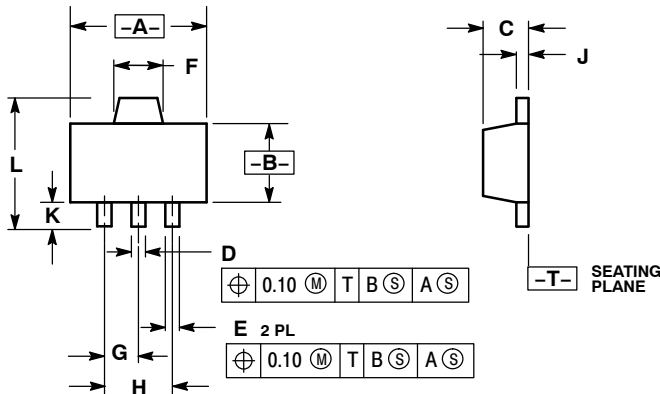 –A–
C
F
J
L
–B–
K
D
–T– SEATING PLANE
⌖ 0.10 Ⓜ T B Ⓢ A Ⓢ
E 2 PL
G
⌖ 0.10 Ⓜ T B Ⓢ A Ⓢ
H